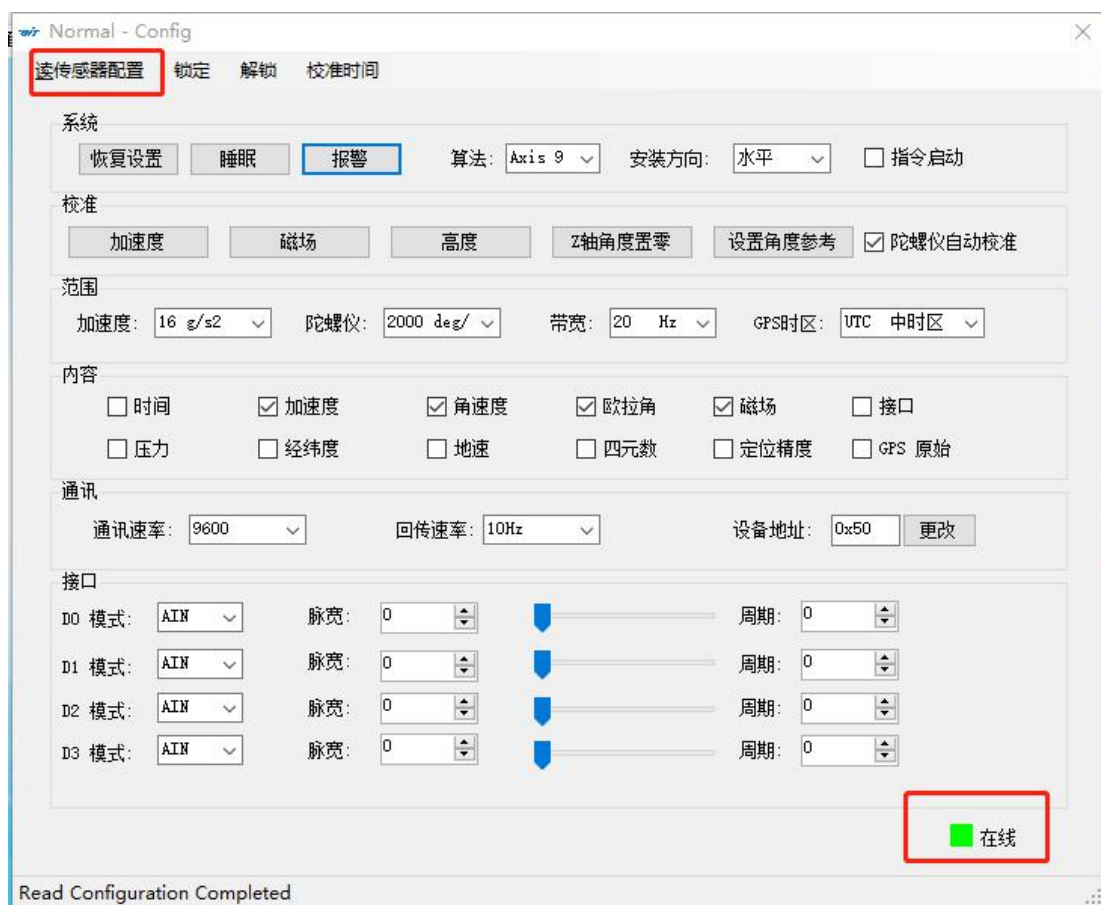 Normal - Config
读传感器配置 锁定 解锁 校准时间
系统
恢复设置 睡眠 报警 算法: Axis 9 安装方向: 水平 指令启动
校准
加速度 磁场 高度 Z轴角度置零 设置角度参考 陀螺仪自动校准
范围
加速度: 16 g/s2 陀螺仪: 2000 deg/ 带宽: 20 Hz GPS时区: UTC 中时区
内容
时间 加速度 角速度 欧拉角 磁场 接口
压力 经纬度 地速 四元数 定位精度 GPS 原始
通讯
通讯速率: 9600 回传速率: 10Hz 设备地址: 0x50 更改
接口
D0 模式: AIN 脉宽: 0 周期: 0
D1 模式: AIN 脉宽: 0 周期: 0
D2 模式: AIN 脉宽: 0 周期: 0
D3 模式: AIN 脉宽: 0 周期: 0
在线
Read Configuration Completed